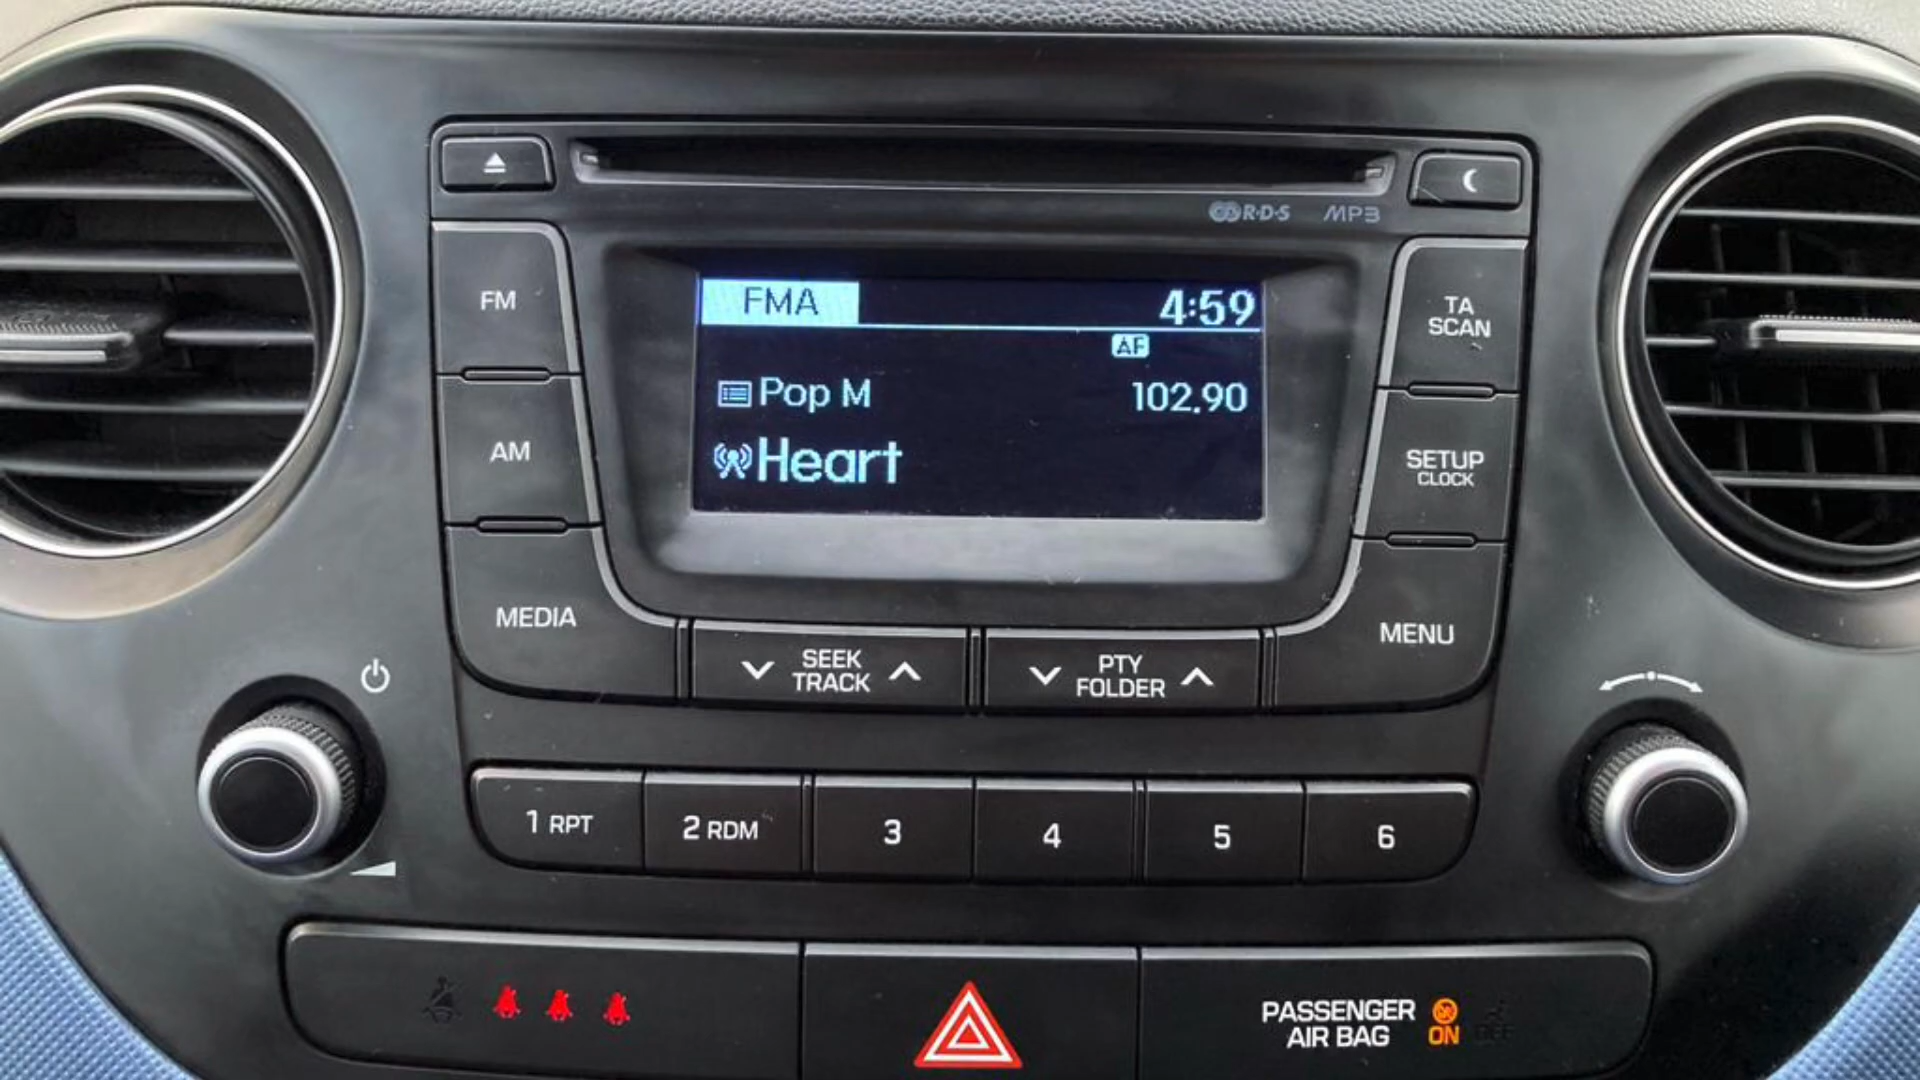 R·D·S MP3
FM
FMA 4:59
TA
SCAN
AF
Pop M 102.90
AM
Heart
SETUP
CLOCK
MEDIA
SEEK
TRACK
PTY
FOLDER
MENU
1 RPT
2 RDM
3
4
5
6
PASSENGER
AIR BAG
ON
OFF